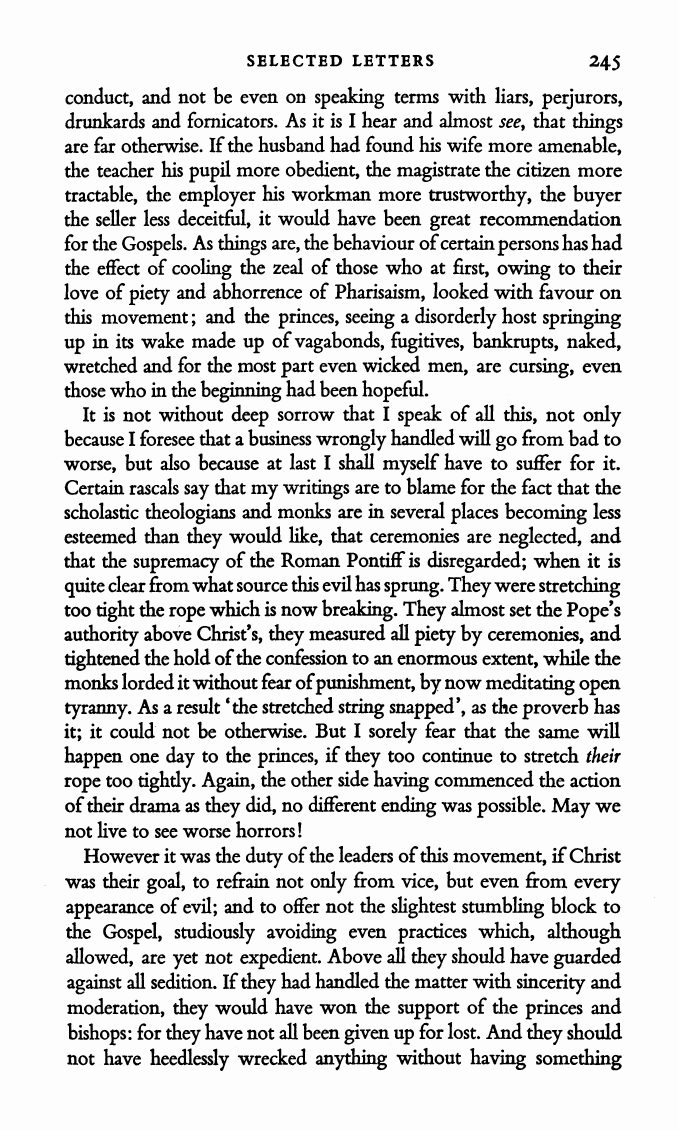 SELECTED LETTERS 245
conduct, and not be even on speaking terms with liars, perjurors,
drunkards and fornicators. As it is I hear and almost see, that things
are far otherwise. If the husband had found his wife more amenable,
the teacher his pupil more obedient, the magistrate the citizen more
tractable, the employer his workman more trustworthy, the buyer
the seller less deceitful, it would have been great recommendation
for the Gospels. As things are, the behaviour of certain persons has had
the effect of cooling the zeal of those who at first, owing to their
love of piety and abhorrence of Pharisaism, looked with favour on
this movement; and the princes, seeing a disorderly host springing
up in its wake made up of vagabonds, fugitives, bankrupts, naked,
wretched and for the most part even wicked men, are cursing, even
those who in the beginning had been hopeful.
It is not without deep sorrow that I speak of all this, not only
because I foresee that a business wrongly handled will go from bad to
worse, but also because at last I shall myself have to suffer for it.
Certain rascals say that my writings are to blame for the fact that the
scholastic theologians and monks are in several places becoming less
esteemed than they would like, that ceremonies are neglected, and
that the supremacy of the Roman Pontiff is disregarded; when it is
quite clear from what source this evil has sprung. They were stretching
too tight the rope which is now breaking. They almost set the Pope's
authority above Christ's, they measured all piety by ceremonies, and
tightened the hold of the confession to an enormous extent, while the
monks lorded it without fear of punishment, by now meditating open
tyranny. As a result 'the stretched string snapped', as the proverb has
it; it could not be otherwise. But I sorely fear that the same will
happen one day to the princes, if they too continue to stretch their
rope too tightly. Again, the other side having commenced the action
of their drama as they did, no different ending was possible. May we
not live to see worse horrors!
However it was the duty of the leaders of this movement, if Christ
was their goal, to refrain not only from vice, but even from every
appearance of evil; and to offer not the slightest stumbling block to
the Gospel, studiously avoiding even practices which, although
allowed, are yet not expedient. Above all they should have guarded
against all sedition. If they had handled the matter with sincerity and
moderation, they would have won the support of the princes and
bishops: for they have not all been given up for lost. And they should
not have heedlessly wrecked anything without having something